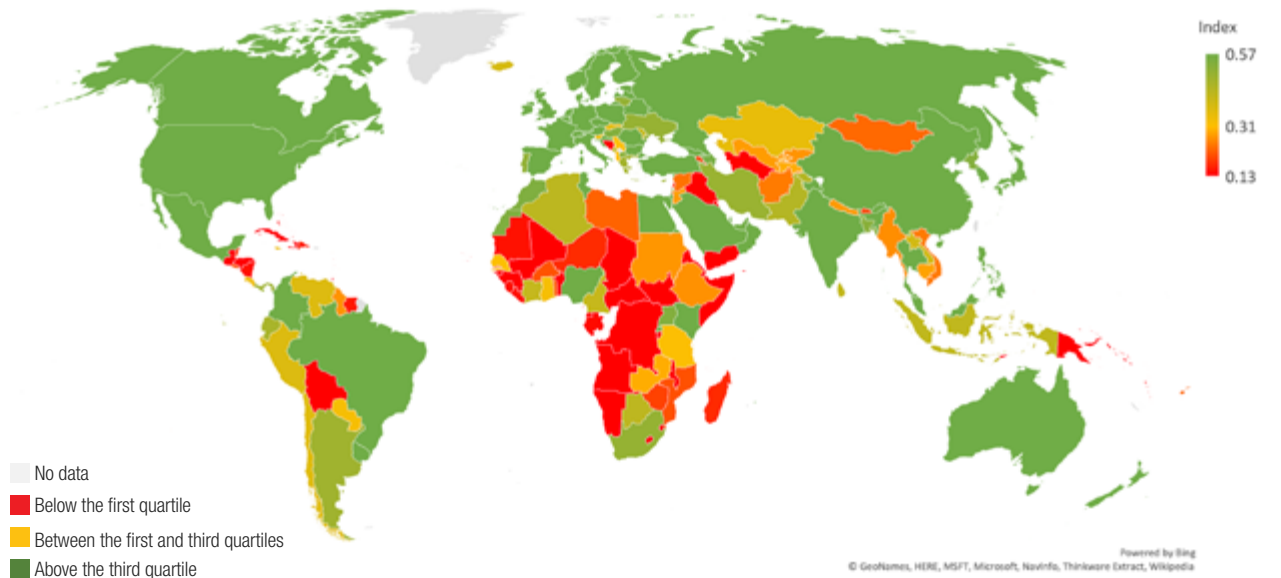 Index
0.57
0.31
0.13
No data
Below the first quartile
Between the first and third quartiles
Above the third quartile
Powered by Bing
© GeoNames, HERE, MSFT, Microsoft, NavInfo, Thinkware Extract, Wikipedia